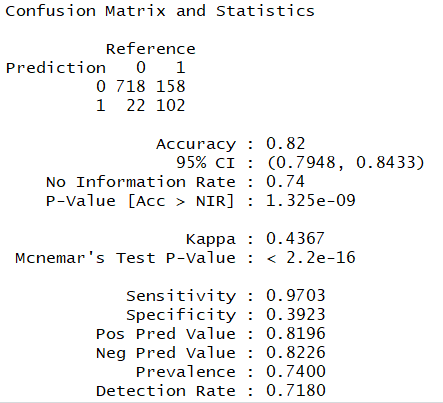 Confusion Matrix and Statistics
Reference
Prediction 0 1
0 718 158
1 22 102
Accuracy : 0.82
95% CI : (0.7948, 0.8433)
No Information Rate : 0.74
P-Value [Acc > NIR] : 1.325e-09
Kappa : 0.4367
Mcnemar's Test P-Value : < 2.2e-16
Sensitivity : 0.9703
Specificity : 0.3923
Pos Pred Value : 0.8196
Neg Pred Value : 0.8226
Prevalence : 0.7400
Detection Rate : 0.7180